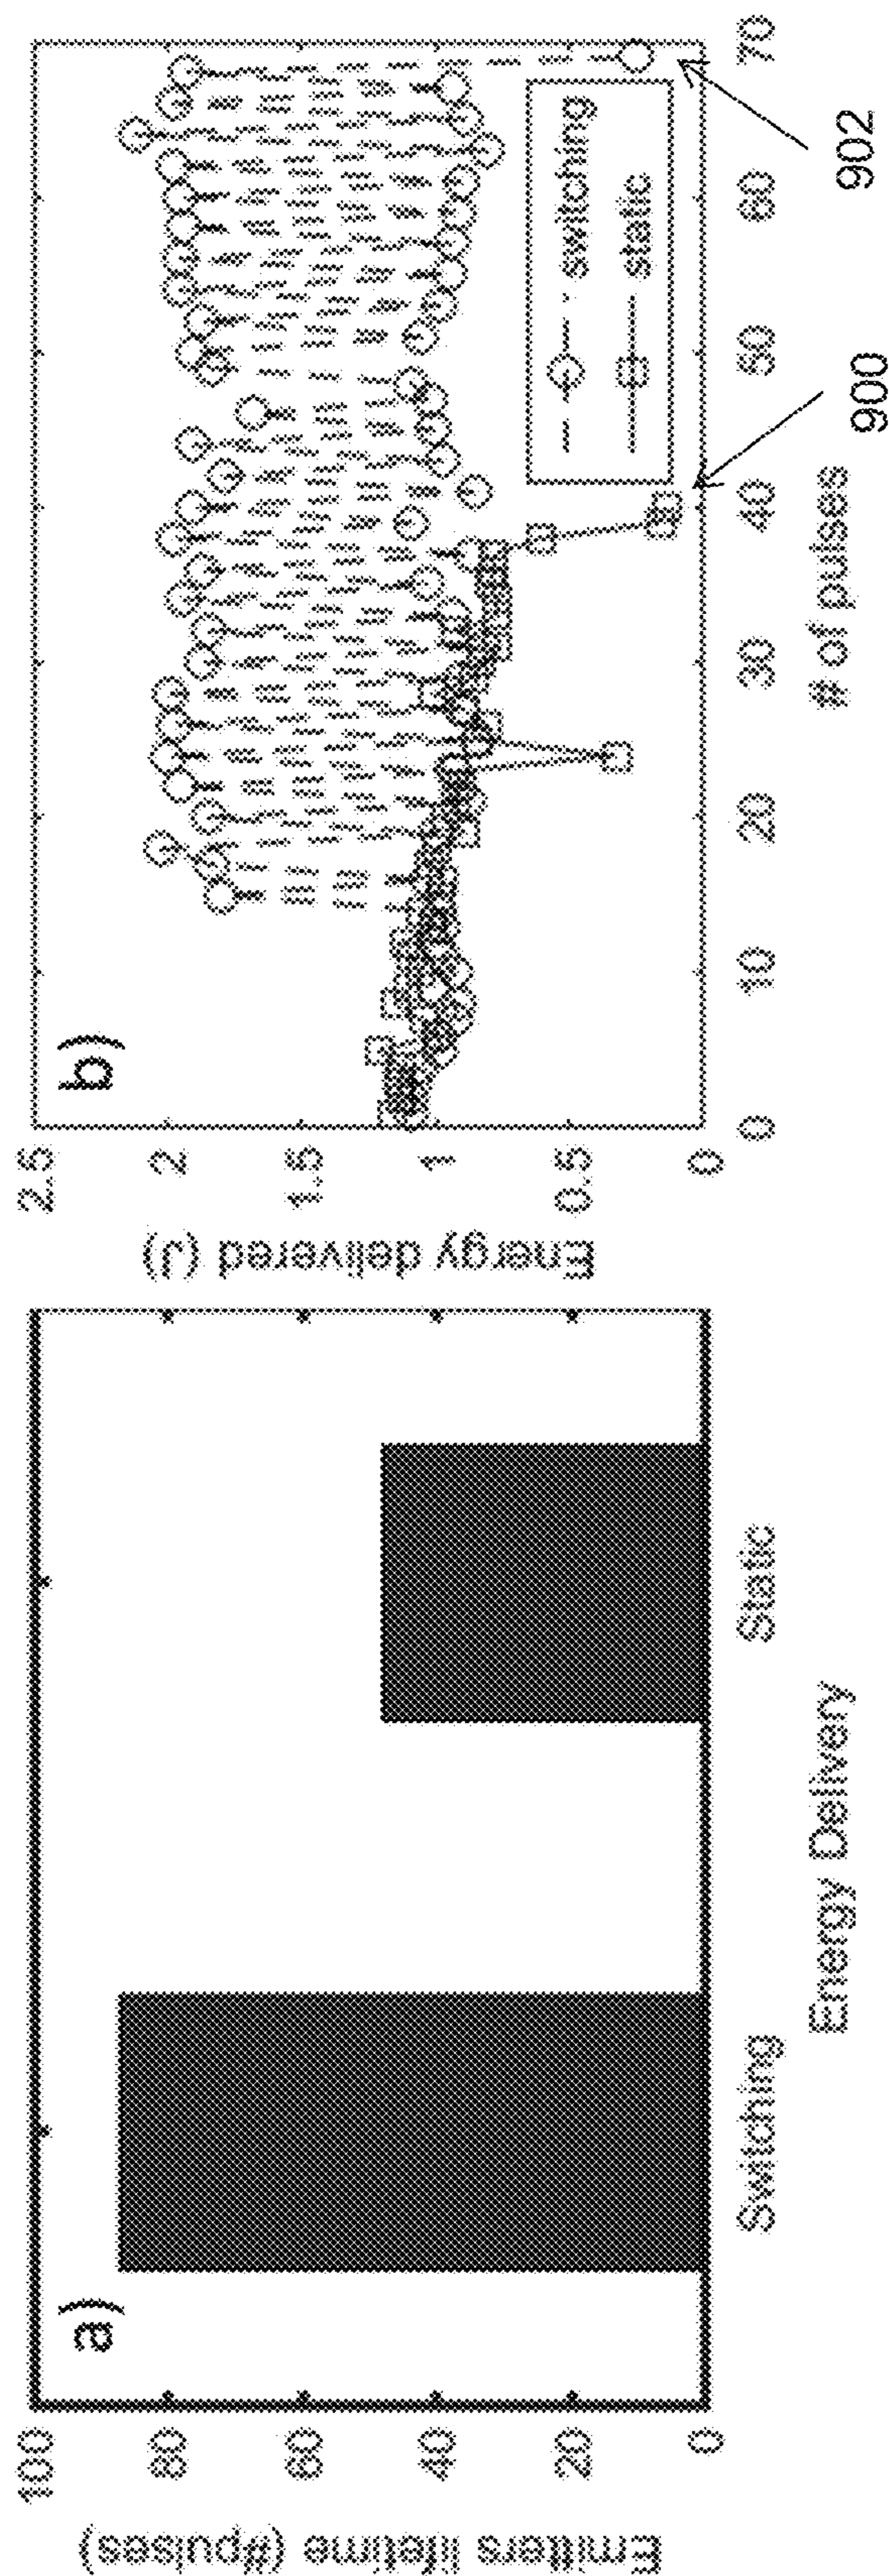 a)
100
80
60
40
20
0
Emitters lifetime (#pulses)
Switching
Static
Energy Delivery
b)
2.5
2
1.5
1
0.5
0
Energy delivered (J)
0
10
20
30
40
50
60
70
# of pulses
switching
static
900
902